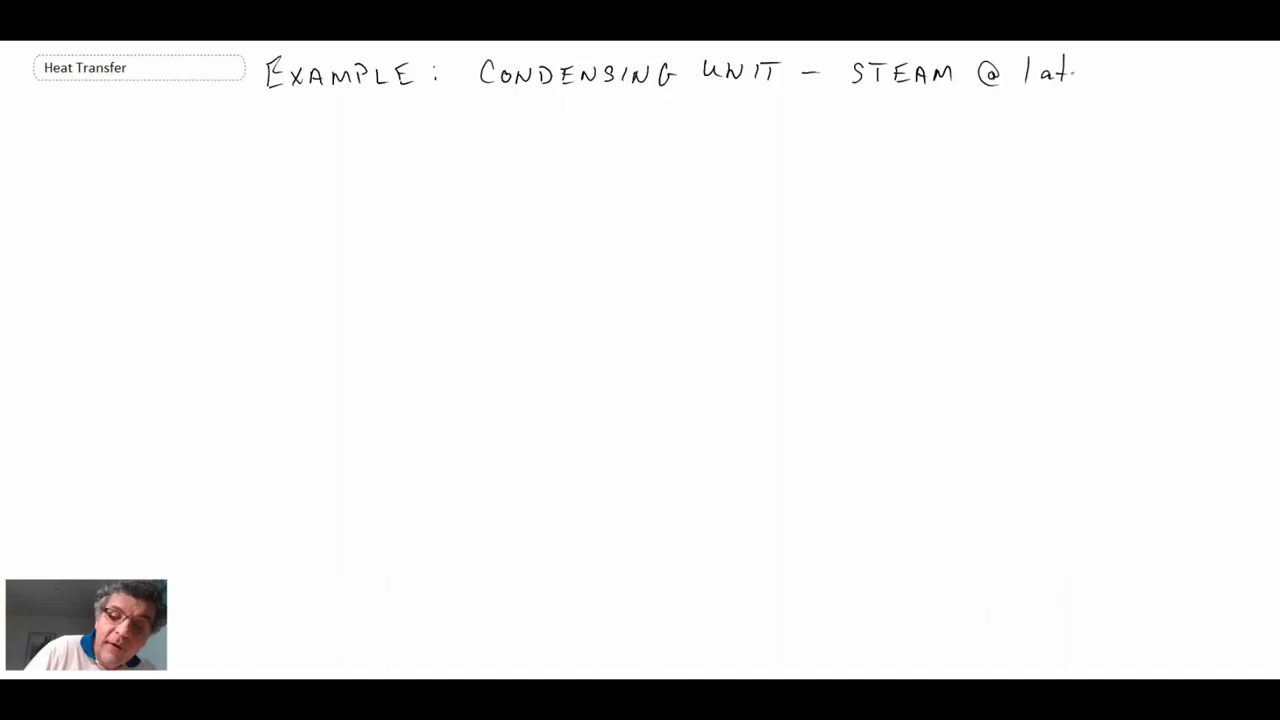 Heat Transfer
EXAMPLE : CONDENSING UNIT - STEAM @ 1 at